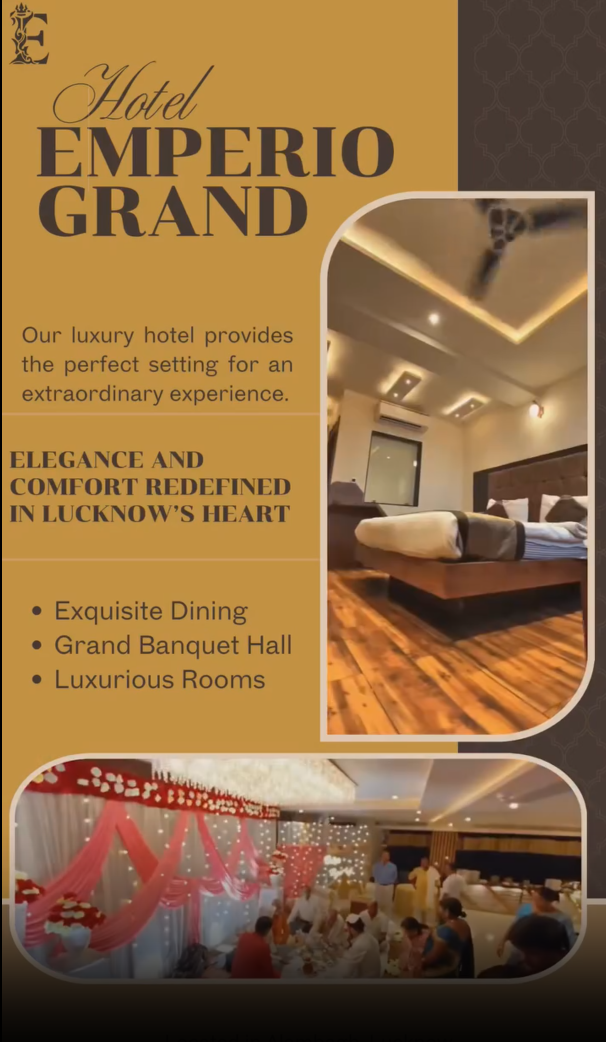 E
Hotel
EMPERIO
GRAND
Our luxury hotel provides
the perfect setting for an
extraordinary experience.
ELEGANCE AND
COMFORT REDEFINED
IN LUCKNOW'S HEART
• Exquisite Dining
• Grand Banquet Hall
• Luxurious Rooms